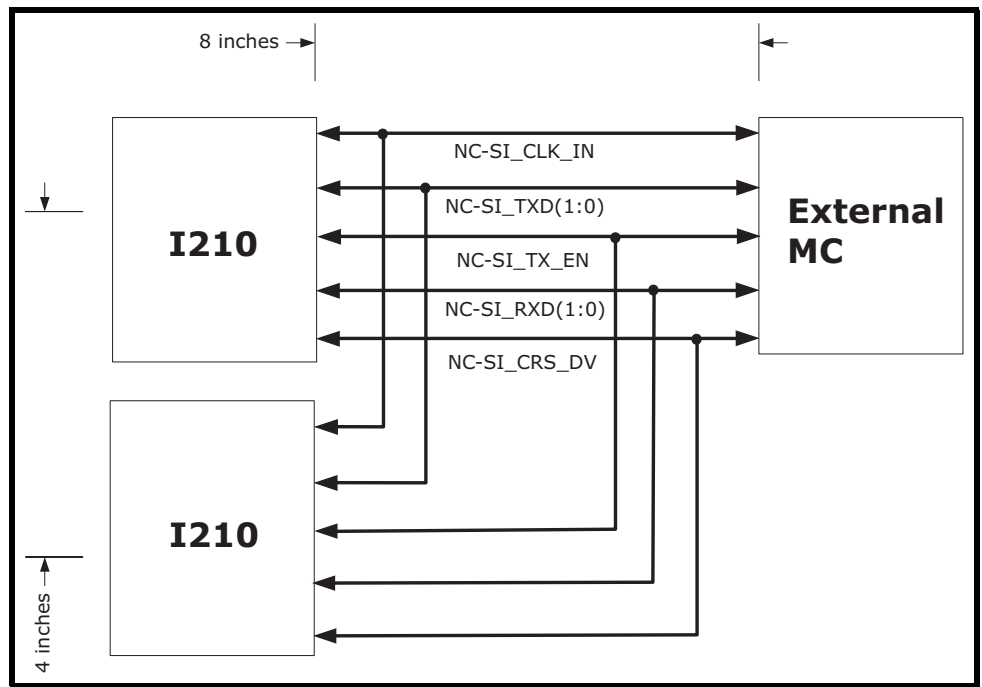 8 inches
NC-SI_CLK_IN
NC-SI_TXD(1:0)
I210
External
MC
NC-SI_TX_EN
NC-SI_RXD(1:0)
NC-SI_CRS_DV
I210
4 inches